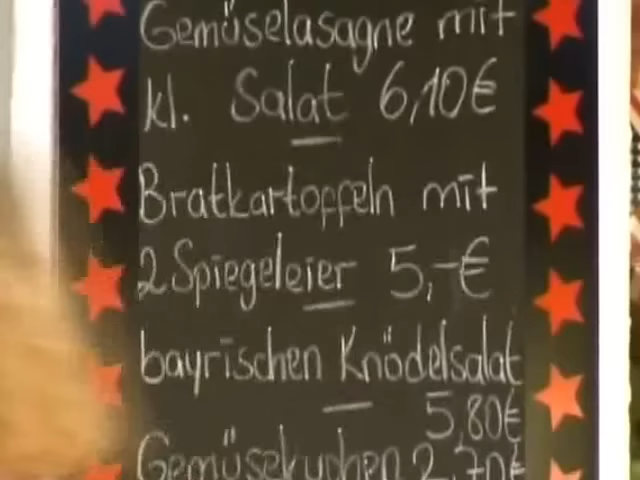 Gemüselasagne mit
kl. Salat 6,10€
Bratkartoffeln mit
2 Spiegeleier 5,-€
bayrischen Knödelsalat
5,80€
Gemüsekuchen 2,70€